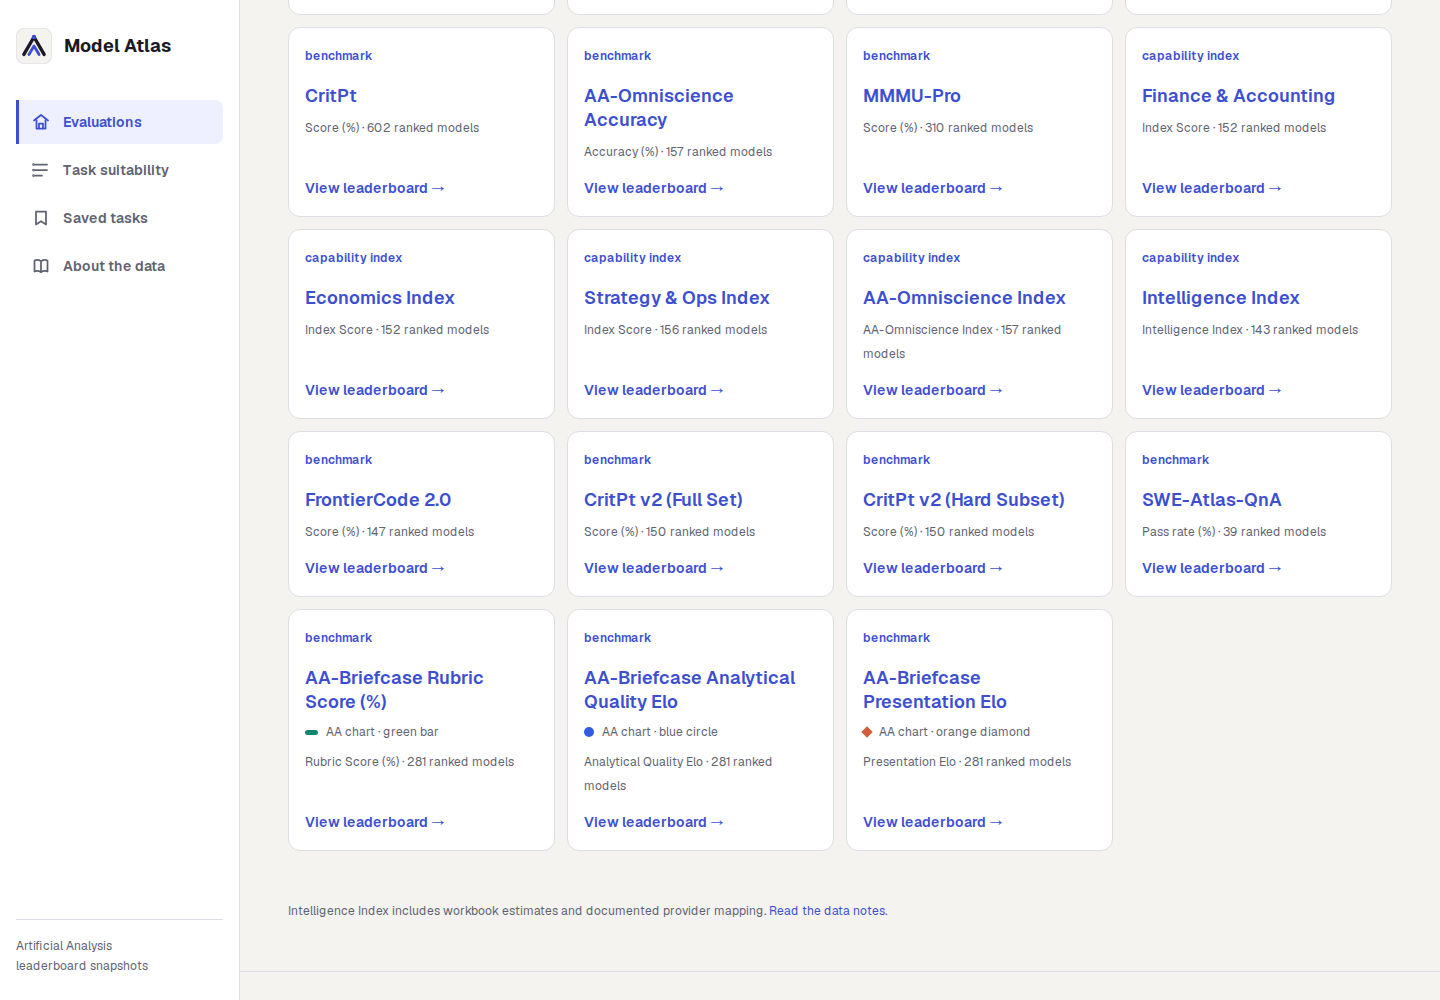 Model Atlas
Evaluations
Task suitability
Saved tasks
About the data
Artificial Analysis
leaderboard snapshots
benchmark
CritPt
Score (%) · 602 ranked models
View leaderboard →
benchmark
AA-Omniscience
Accuracy
Accuracy (%) · 157 ranked models
View leaderboard →
benchmark
MMMU-Pro
Score (%) · 310 ranked models
View leaderboard →
capability index
Finance & Accounting
Index Score · 152 ranked models
View leaderboard →
capability index
Economics Index
Index Score · 152 ranked models
View leaderboard →
capability index
Strategy & Ops Index
Index Score · 156 ranked models
View leaderboard →
capability index
AA-Omniscience Index
AA-Omniscience Index · 157 ranked
models
View leaderboard →
capability index
Intelligence Index
Intelligence Index · 143 ranked models
View leaderboard →
benchmark
FrontierCode 2.0
Score (%) · 147 ranked models
View leaderboard →
benchmark
CritPt v2 (Full Set)
Score (%) · 150 ranked models
View leaderboard →
benchmark
CritPt v2 (Hard Subset)
Score (%) · 150 ranked models
View leaderboard →
benchmark
SWE-Atlas-QnA
Pass rate (%) · 39 ranked models
View leaderboard →
benchmark
AA-Briefcase Rubric
Score (%)
AA chart · green bar
Rubric Score (%) · 281 ranked models
View leaderboard →
benchmark
AA-Briefcase Analytical
Quality Elo
AA chart · blue circle
Analytical Quality Elo · 281 ranked
models
View leaderboard →
benchmark
AA-Briefcase
Presentation Elo
AA chart · orange diamond
Presentation Elo · 281 ranked models
View leaderboard →
Intelligence Index includes workbook estimates and documented provider mapping. Read the data notes.